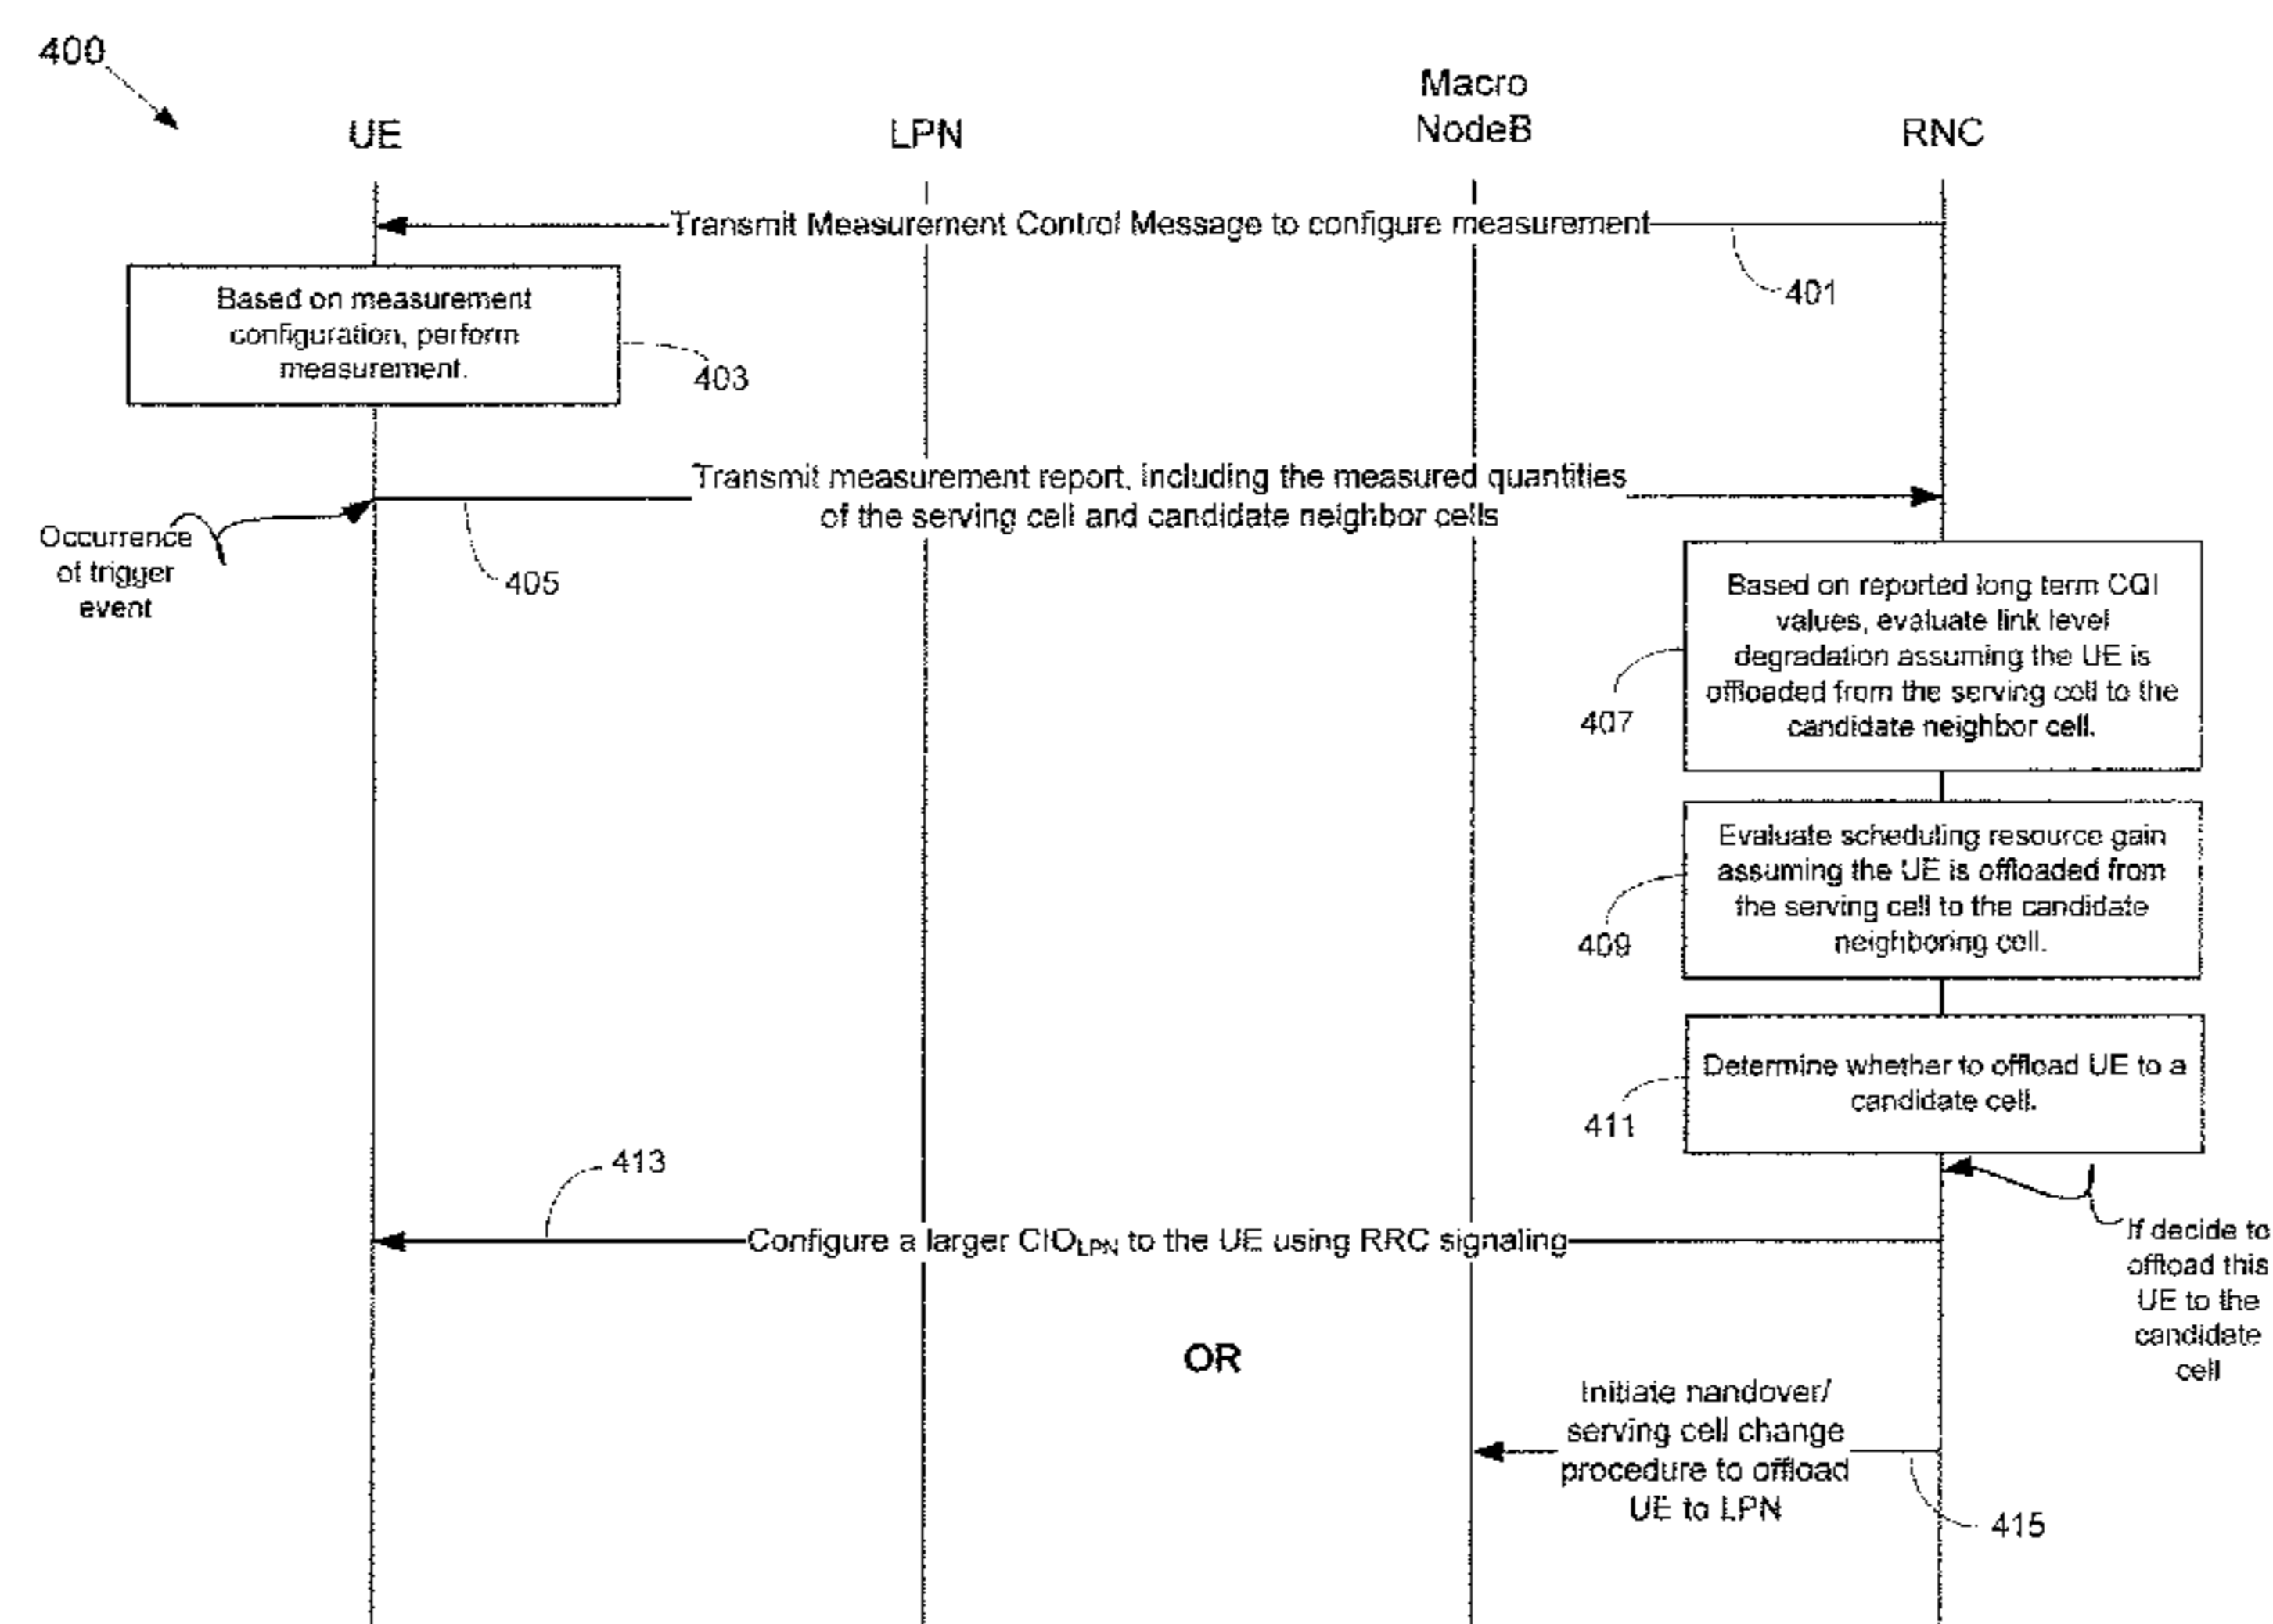 400
UE
LPN
Macro
NodeB
RNC
Transmit Measurement Control Message to configure measurement
401
Based on measurement
configuration, perform
measurement.
403
Transmit measurement report, including the measured quantities
of the serving cell and candidate neighbor cells
Occurrence
of trigger
event
405
Based on reported long term CQI
values, evaluate link level
degradation assuming the UE is
offloaded from the serving cell to the
candidate neighbor cell.
407
Evaluate scheduling resource gain
assuming the UE is offloaded from
the serving cell to the candidate
neighboring cell.
409
Determine whether to offload UE to a
candidate cell.
411
413
Configure a larger CIO_LPN to the UE using RRC signaling
If decide to
offload this
UE to the
candidate
cell
OR
Initiate handover/
serving cell change
procedure to offload
UE to LPN
415